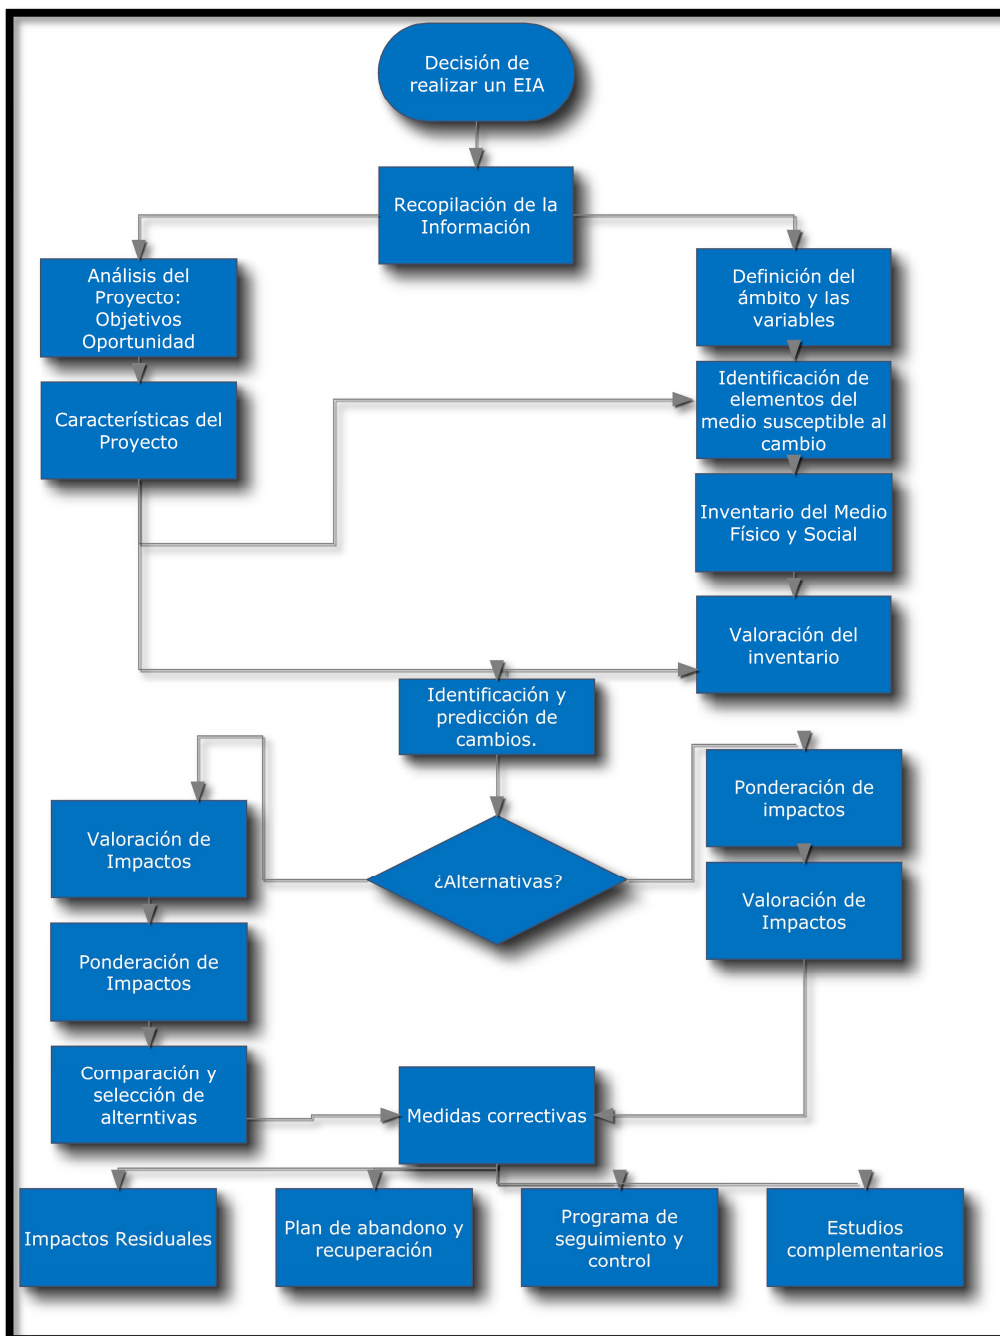 Decisión de
realizar un EIA
Recopilación de la
Información
Análisis del
Proyecto:
Objetivos
Oportunidad
Definición del
ámbito y las
variables
Características del
Proyecto
Identificación de
elementos del
medio susceptible al
cambio
Inventario del Medio
Físico y Social
Valoración del
inventario
Identificación y
predicción de
cambios.
Ponderación de
impactos
Valoración de
Impactos
¿Alternativas?
Valoración de
Impactos
Ponderación de
Impactos
Comparación y
selección de
alterntivas
Medidas correctivas
Impactos Residuales
Plan de abandono y
recuperación
Programa de
seguimiento y
control
Estudios
complementarios